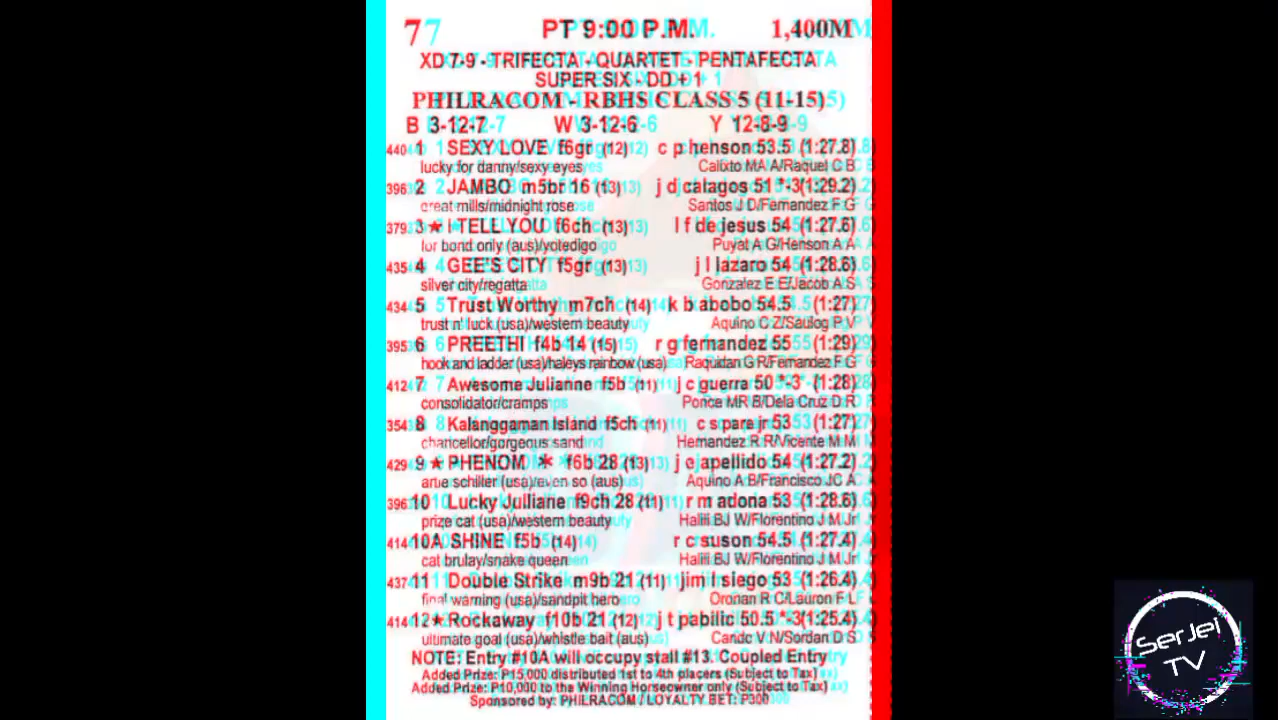 7 PT 9:00 P.M. 1,400M
XD 7-9 - TRIFECTA - QUARTET - PENTAFECTA
SUPER SIX - DD + 1
PHILRACOM - RBHS CLASS 5 (11-15)
B 3-12-7 W 3-12-6 Y 12-8-9
440 1 SEXY LOVE f6gr (12) c p henson 53.5 (1:27.8)
lucky for danny/sexy eyes Calixto MA A/Raquel C B
396 2 JAMBO m5br 16 (13) j d calagos 51 *-3(1:29.2)
great mills/midnight rose Santos J D/Fernandez F G
379 3★ I TELL YOU f6ch (13) l f de jesus 54 (1:27.6)
for bond only (aus)/yotedigo Puyat A G/Henson A A
435 4 GEE'S CITY f5gr (13) j l lazaro 54 (1:28.6)
silver city/regatta Gonzalez E E/Jacob A S
434 5 Trust Worthy m7ch (14) k b abobo 54.5 (1:27)
trust n' luck (usa)/western beauty Aquino C Z/Saulog P V
395 6 PREETHI f4b 14 (15) r g fernandez 55 (1:29)
hook and ladder (usa)/haleys rainbow (usa) Raquidan G R/Fernandez F G
412 7 Awesome Julianne f5b (11) j c guerra 50 *-3 (1:28)
consolidator/cramps Ponce MR B/Dela Cruz D R
354 8 Kalanggaman Island f5ch (11) c s pare jr 53 (1:27)
chancellor/gorgeous sand Hernandez R R/Vicente M M
429 9★ PHENOM * f6b 28 (13) j e apellido 54 (1:27.2)
artie schiller (usa)/even so (aus) Aquino A B/Francisco JC A
396 10 Lucky Julliane f9ch 28 (11) r m adona 53 (1:28.6)
prize cat (usa)/western beauty Halili BJ W/Florentino J M Jr
414 10A SHINE f5b (14) r c suson 54.5 (1:27.4)
cat brulay/snake queen Halili BJ W/Florentino J M Jr
437 11 Double Strike m9b 21 (11) jim l siego 53 (1:26.4)
final warning (usa)/sandpit hero Oronan R C/Lauron F L
414 12★ Rockaway f10b 21 (12) j t pabilic 50.5 *-3(1:25.4)
ultimate goal (usa)/whistle bait (aus) Cando V N/Sordan D S
NOTE: Entry #10A will occupy stall #13. Coupled Entry
Added Prize: P15,000 distributed 1st to 4th placers (Subject to Tax)
Added Prize: P10,000 to the Winning Horseowner only (Subject to Tax)
Sponsored by: PHILRACOM / LOYALTY BET: P300
SerJei
TV